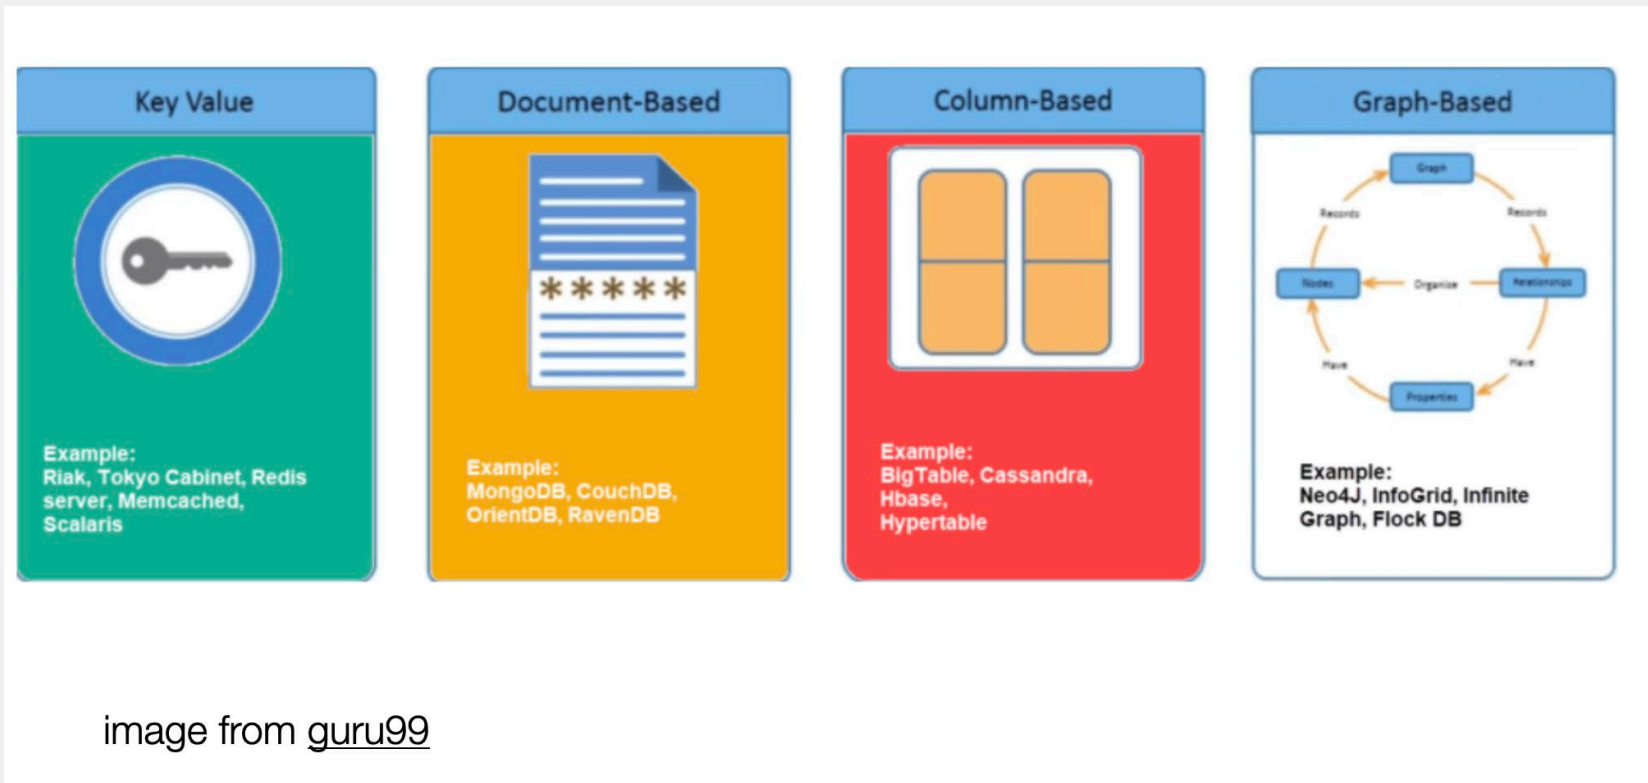 Key Value
Example:
Riak, Tokyo Cabinet, Redis
server, Memcached,
Scalaris
Document-Based
*****
Example:
MongoDB, CouchDB,
OrientDB, RavenDB
Column-Based
Example:
BigTable, Cassandra,
Hbase,
Hypertable
Graph-Based
Graph
Records
Records
Nodes
Organize
Relationships
Have
Have
Properties
Example:
Neo4J, InfoGrid, Infinite
Graph, Flock DB
image from guru99